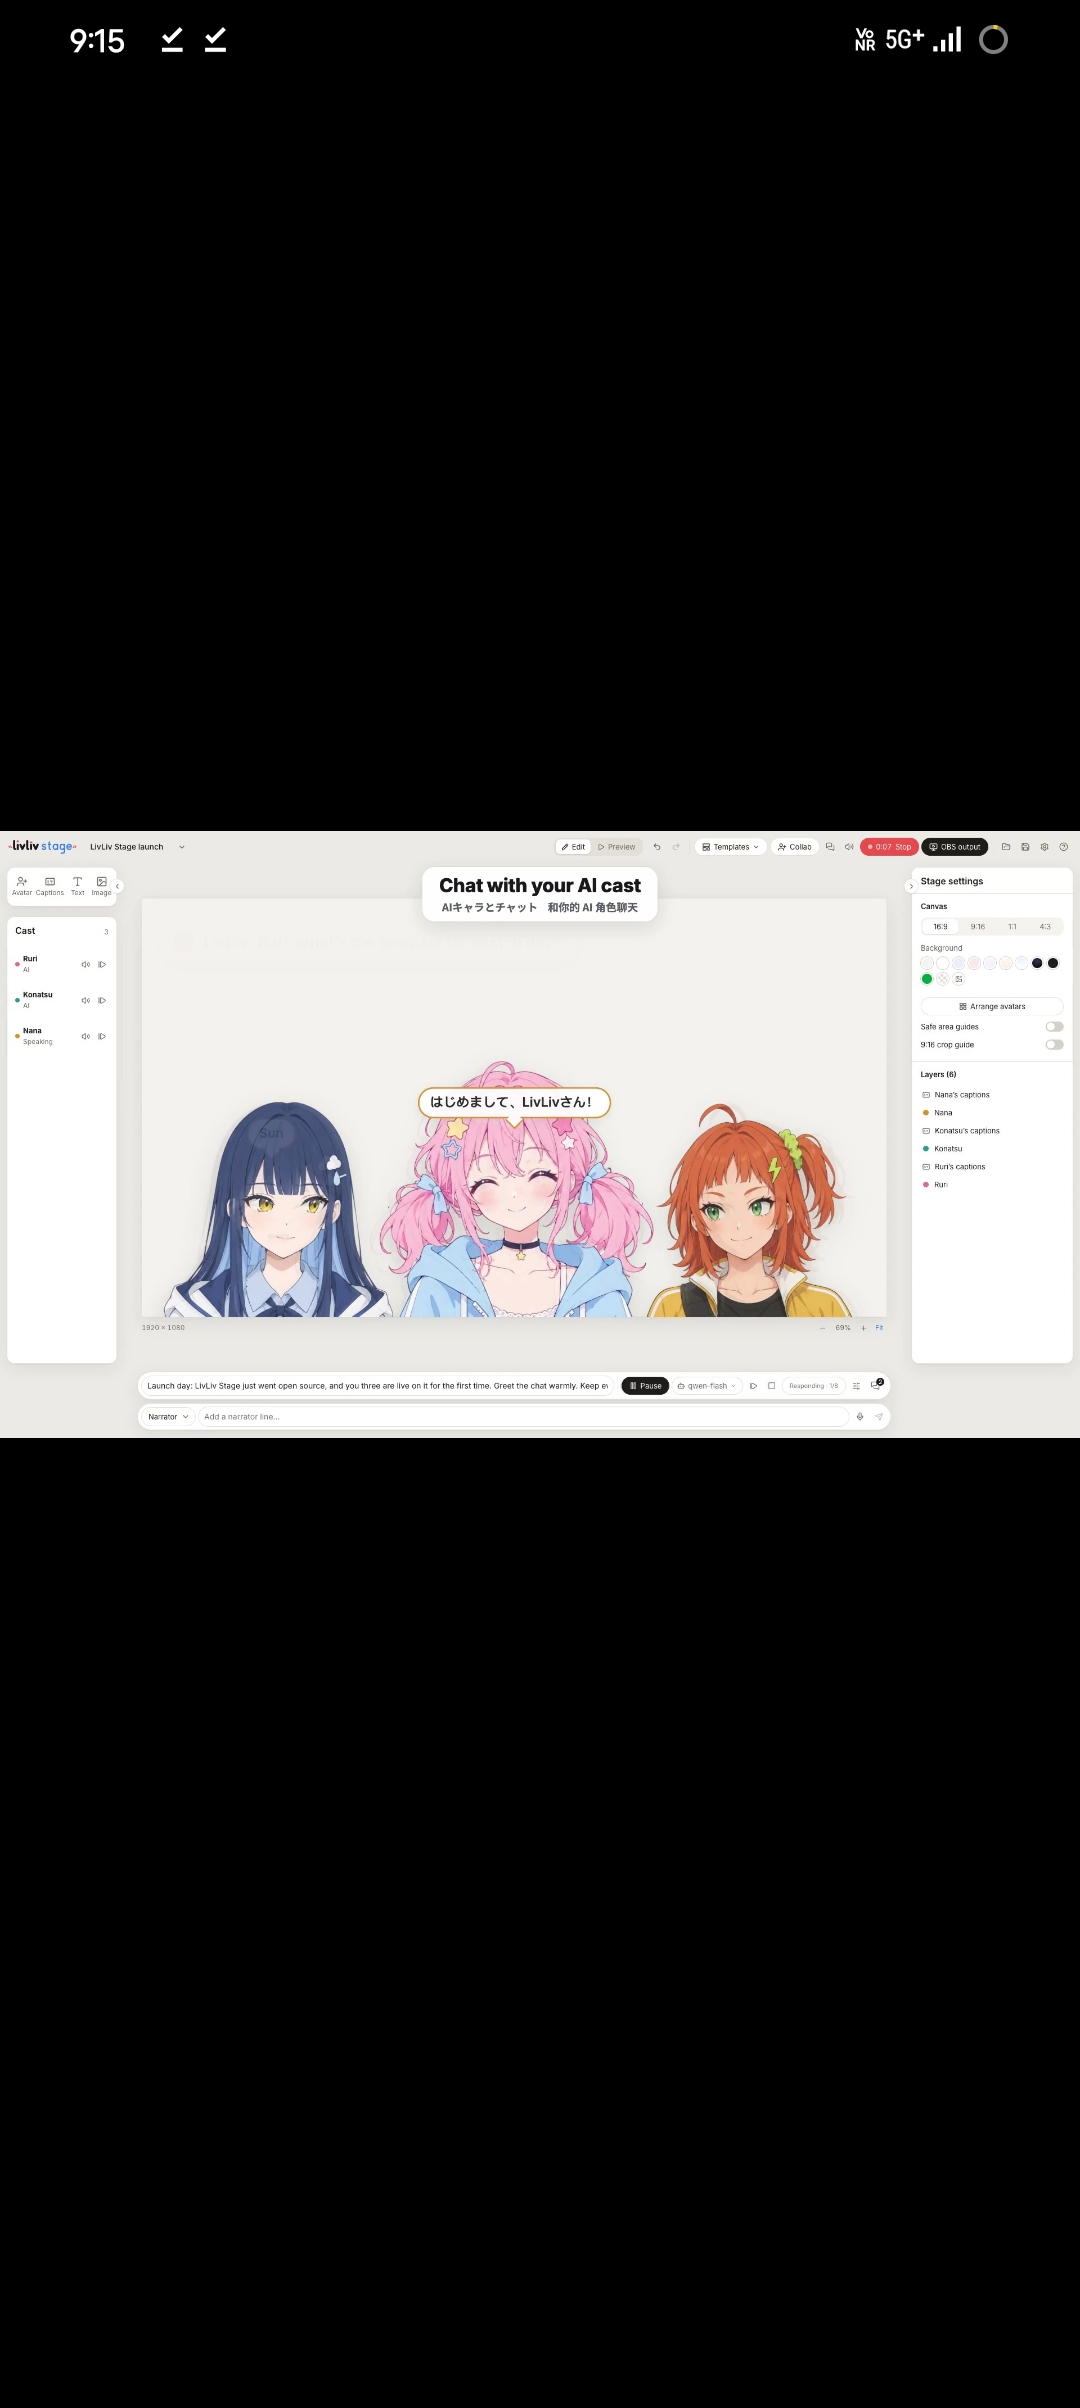 9:15
Vo NR 5G+
livliv stage
LivLiv Stage launch
Edit
Preview
Templates
Collab
0:07 Stop
OBS output
Avatar
Captions
Text
Image
Chat with your AI cast
AIキャラとチャット 和你的 AI 角色聊天
Cast 3
Ruri
AI
Konatsu
AI
Nana
Speaking
Sun
はじめまして、LivLivさん!
1920 × 1080
69%
Fit
Stage settings
Canvas
16:9 9:16 1:1 4:3
Background
Arrange avatars
Safe area guides
9:16 crop guide
Layers (6)
Nana's captions
Nana
Konatsu's captions
Konatsu
Ruri's captions
Ruri
Launch day: LivLiv Stage just went open source, and you three are live on it for the first time. Greet the chat warmly. Keep
Pause
qwen-flash
Responding · 1/8
Narrator
Add a narrator line...